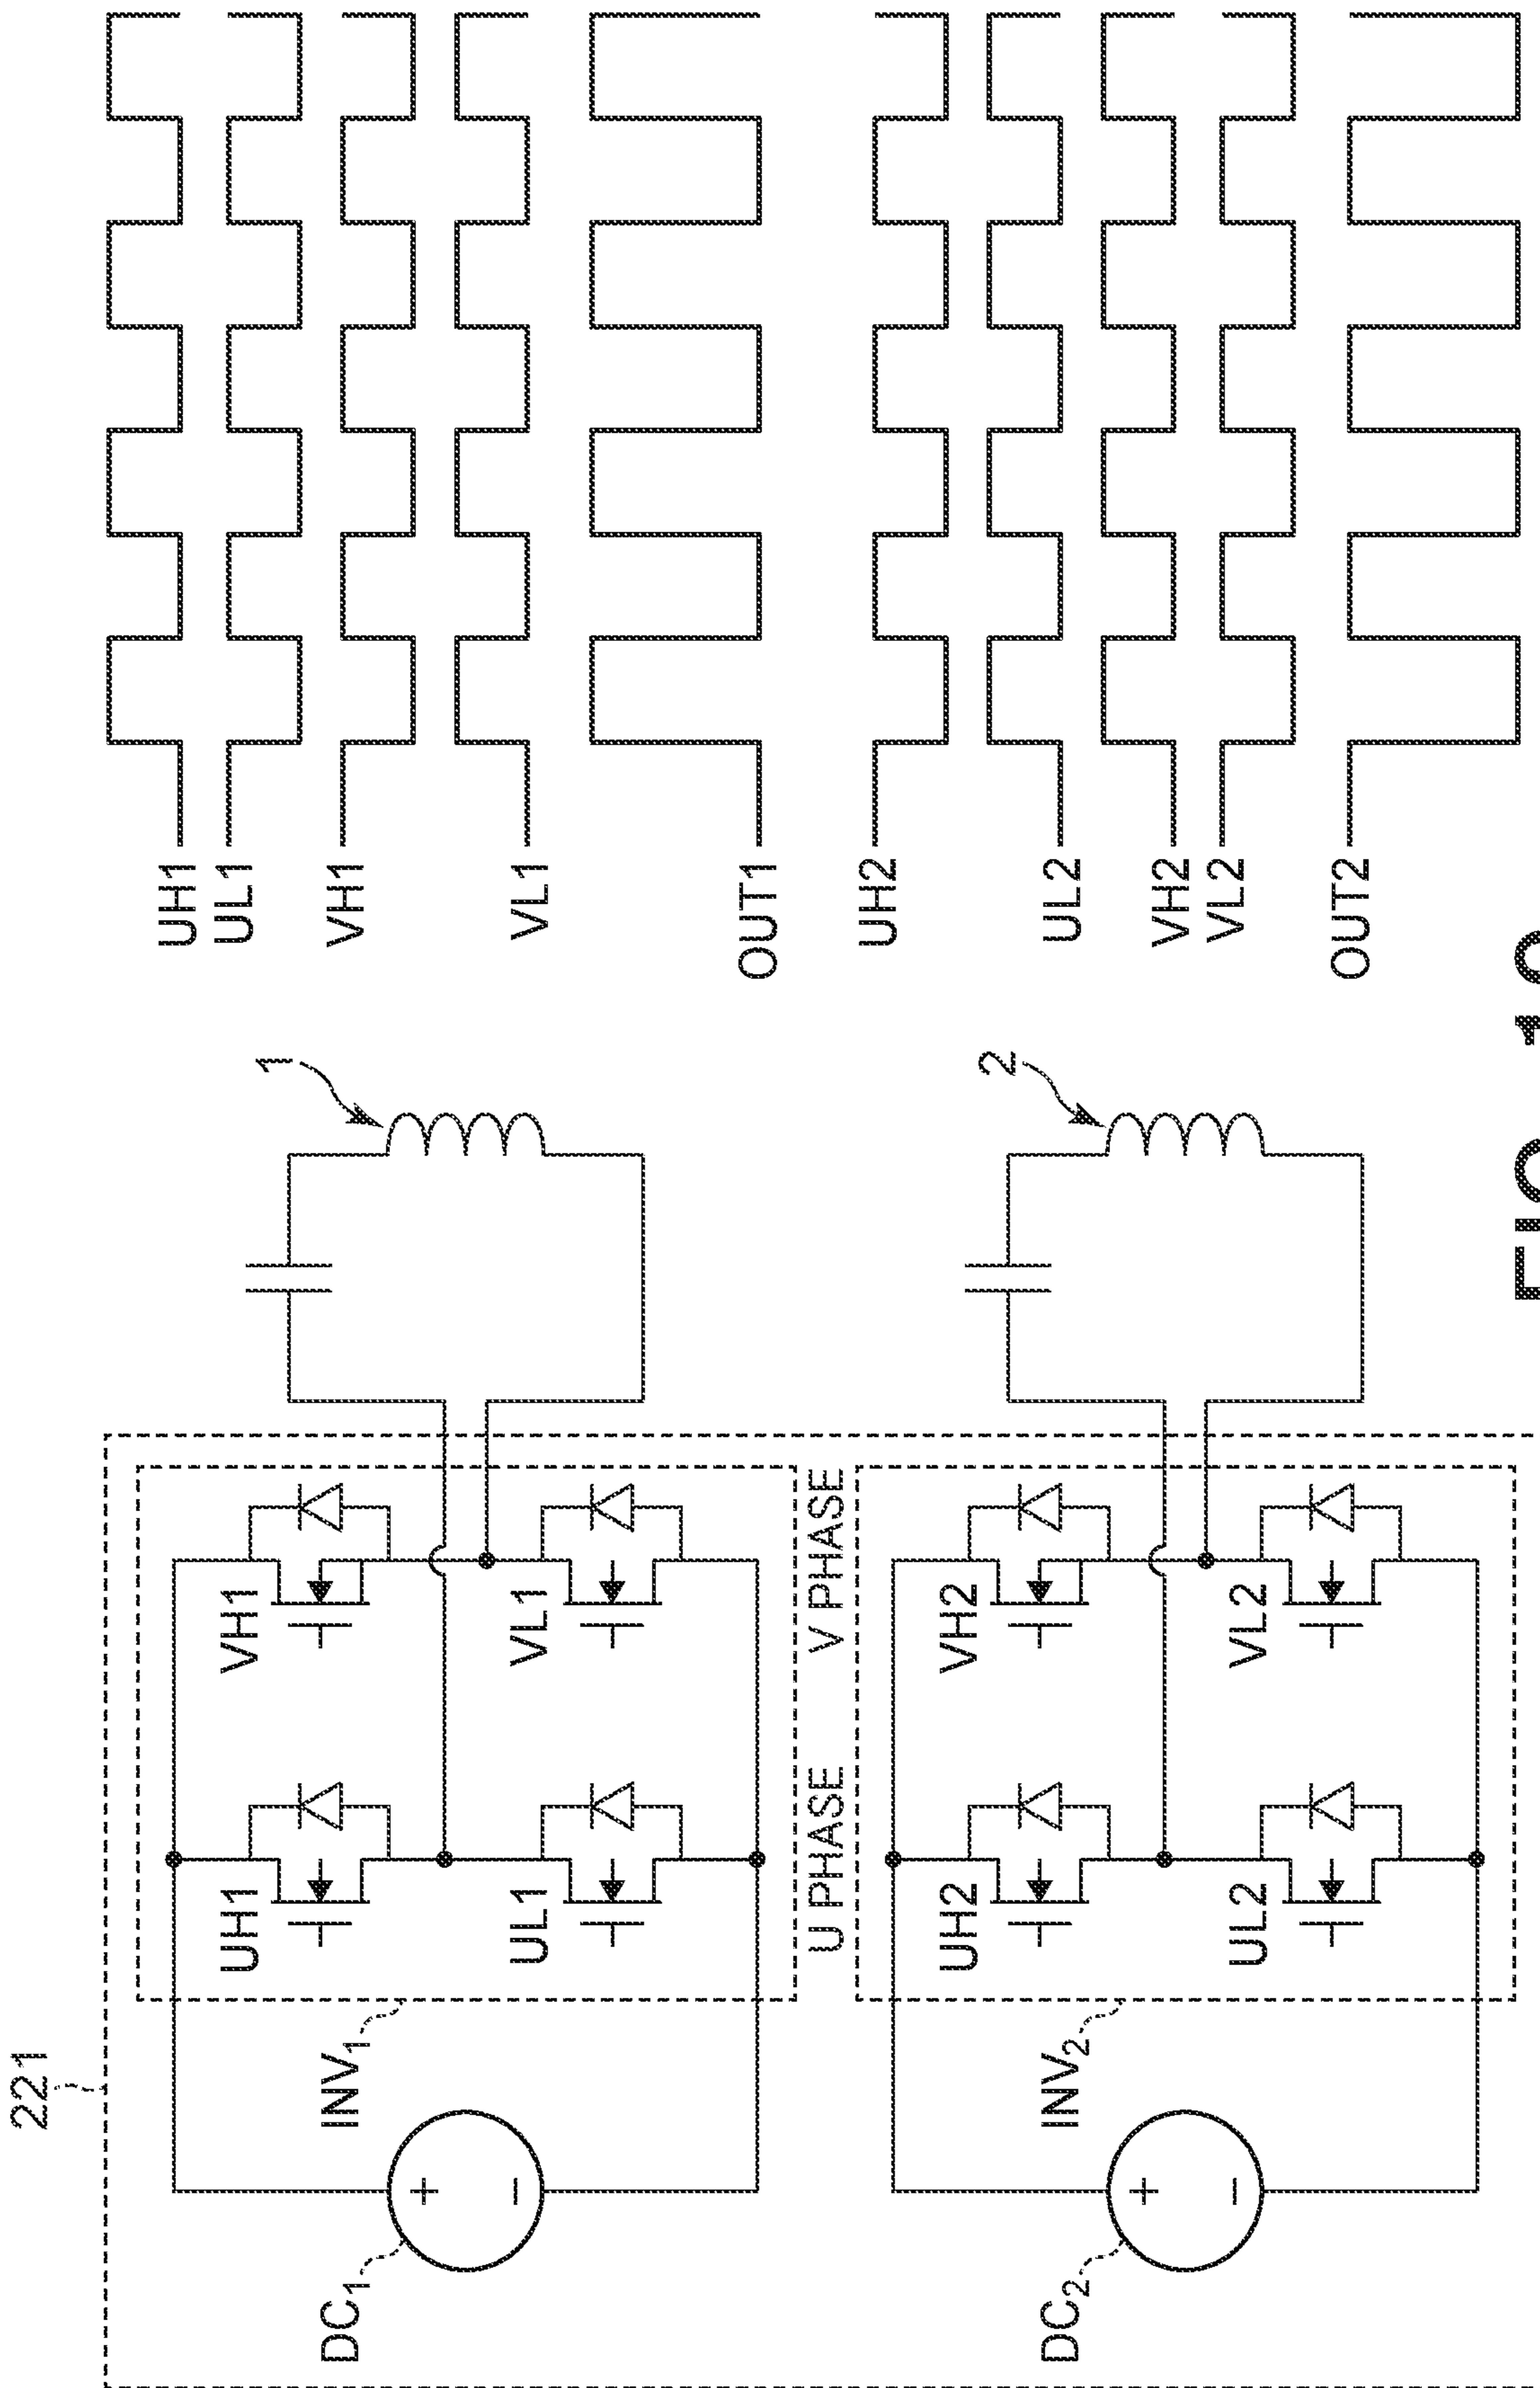 221
DC1
INV1
UH1
VH1
UL1
VL1
1
U PHASE
V PHASE
DC2
INV2
UH2
VH2
UL2
VL2
2
UH1
UL1
VH1
VL1
OUT1
UH2
UL2
VH2
VL2
OUT2